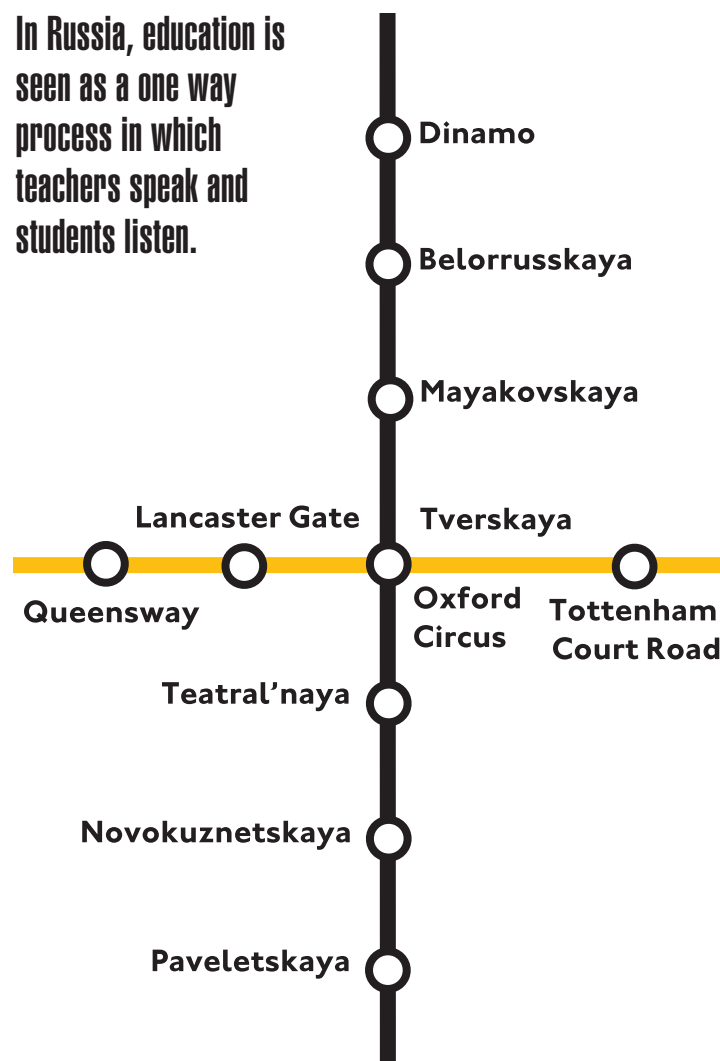 In Russia, education is
seen as a one way
process in which
teachers speak and
students listen.
Dinamo
Belorrusskaya
Mayakovskaya
Lancaster Gate
Tverskaya
Queensway
Oxford
Circus
Tottenham
Court Road
Teatral’naya
Novokuznetskaya
Paveletskaya